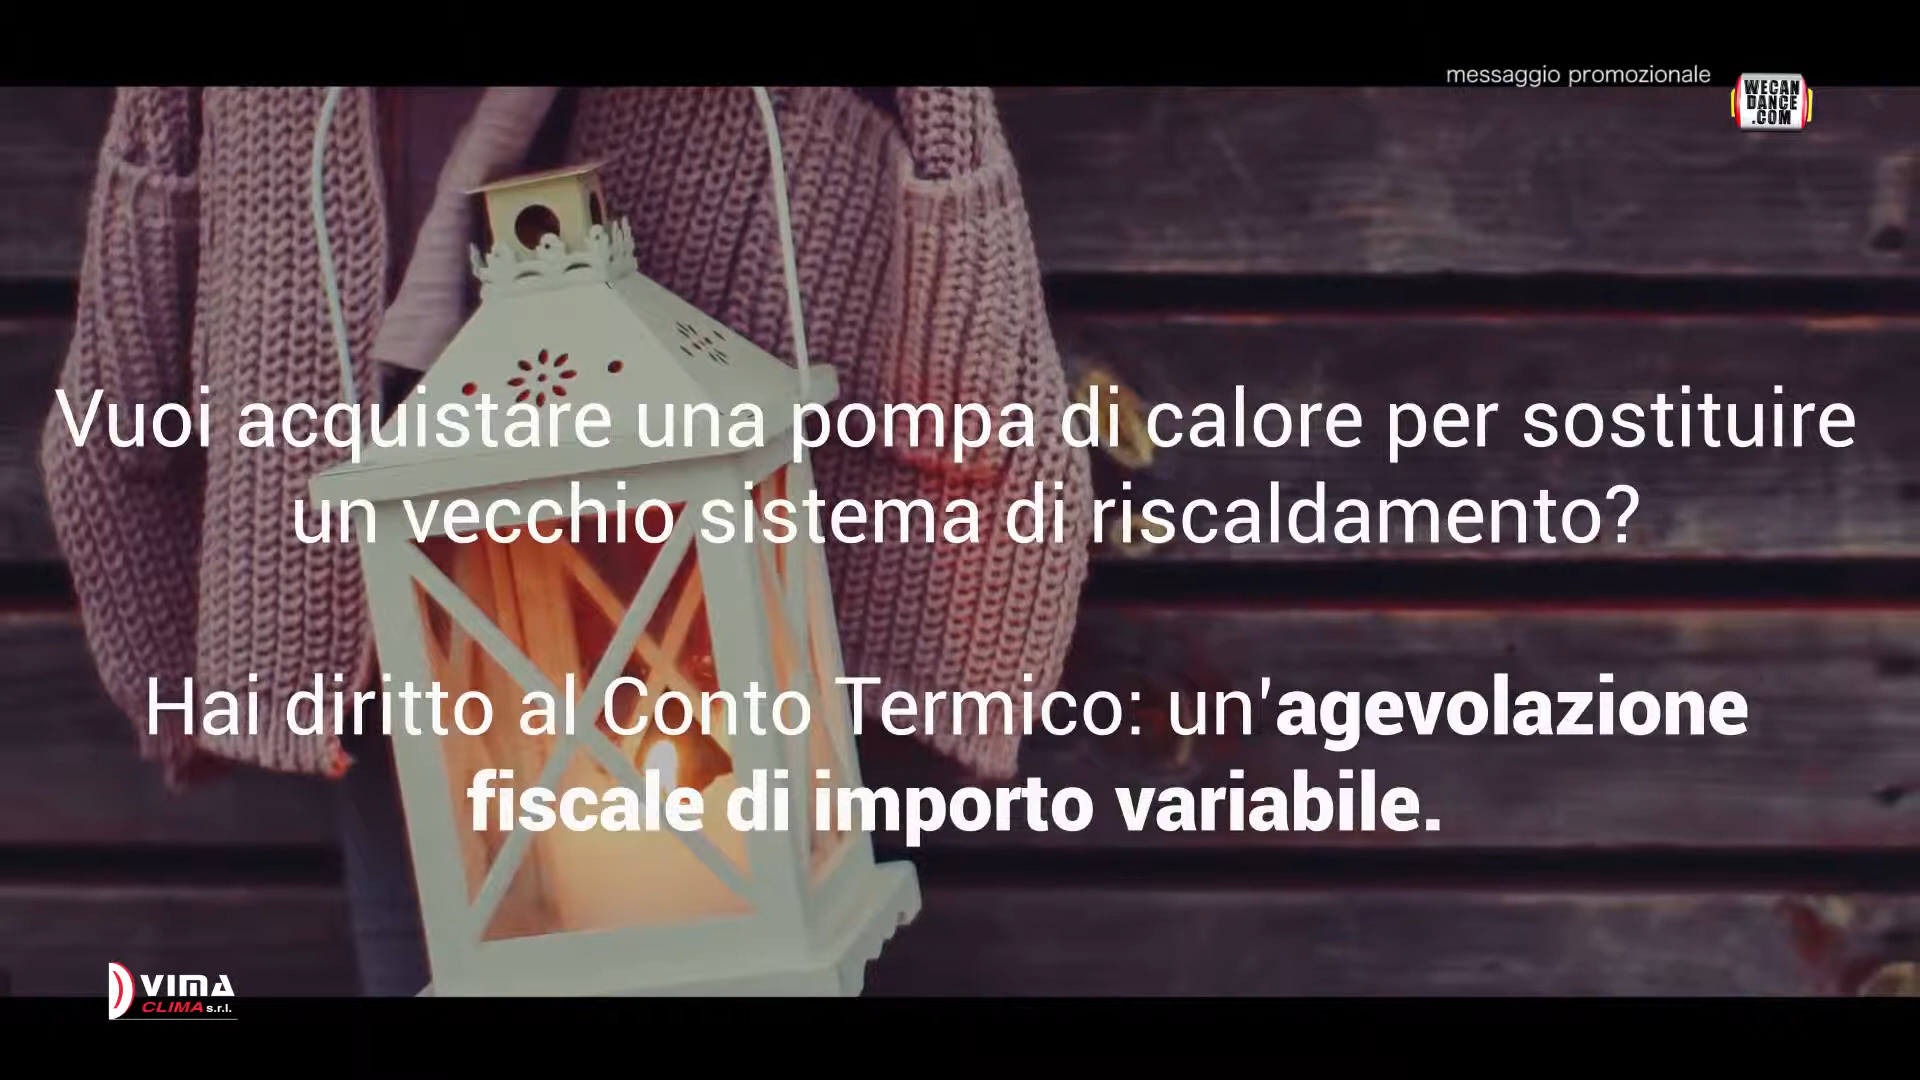 messaggio promozionale
WECAN
DANCE
.COM
Vuoi acquistare una pompa di calore per sostituire
un vecchio sistema di riscaldamento?
Hai diritto al Conto Termico: un'agevolazione
fiscale di importo variabile.
VIMA
CLIMA s.r.l.